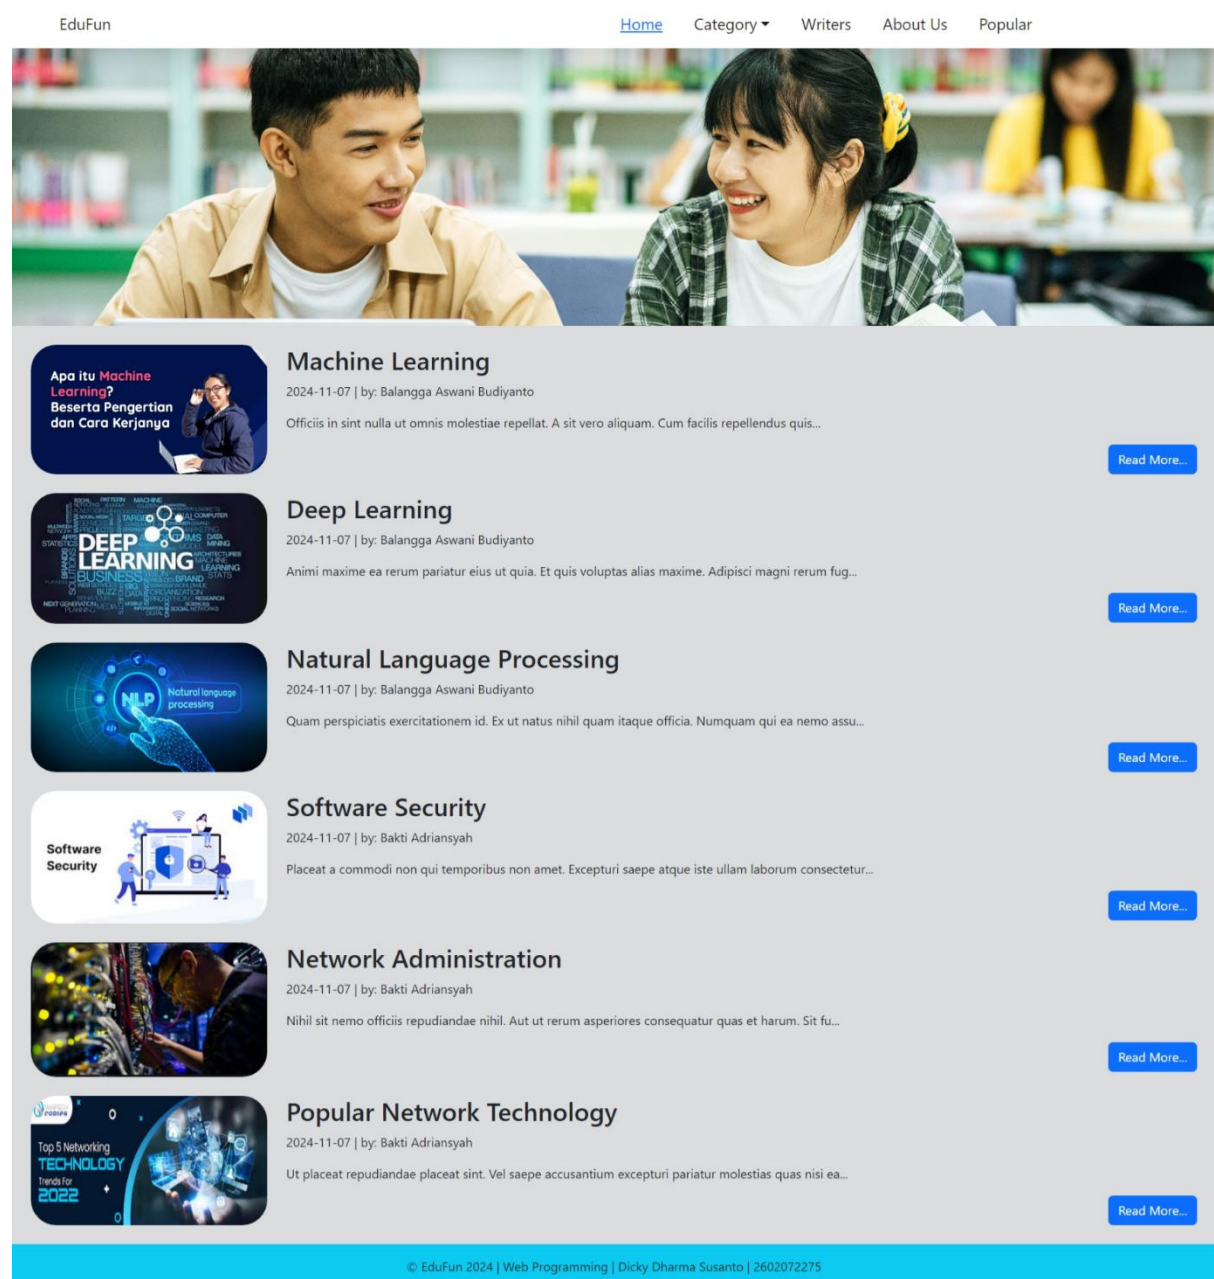 EduFun
Home Category Writers About Us Popular
Apa itu Machine
Learning?
Beserta Pengertian
dan Cara Kerjanya
Machine Learning
2024-11-07 | by: Balangga Aswani Budiyanto
Officiis in sint nulla ut omnis molestiae repellat. A sit vero aliquam. Cum facilis repellendus quis...
Read More...
DEEP
LEARNING
BUSINESS
Deep Learning
2024-11-07 | by: Balangga Aswani Budiyanto
Animi maxime ea rerum pariatur eius ut quia. Et quis voluptas alias maxime. Adipisci magni rerum fug...
Read More...
NLP
Natural language
processing
Natural Language Processing
2024-11-07 | by: Balangga Aswani Budiyanto
Quam perspiciatis exercitationem id. Ex ut natus nihil quam itaque officia. Numquam qui ea nemo assu...
Read More...
Software
Security
Software Security
2024-11-07 | by: Bakti Adriansyah
Placeat a commodi non qui temporibus non amet. Excepturi saepe atque iste ullam laborum consectetur...
Read More...
Network Administration
2024-11-07 | by: Bakti Adriansyah
Nihil sit nemo officiis repudiandae nihil. Aut ut rerum asperiores consequatur quas et harum. Sit fu...
Read More...
Top 5 Networking
TECHNOLOGY
Trends For
2022
Popular Network Technology
2024-11-07 | by: Bakti Adriansyah
Ut placeat repudiandae placeat sint. Vel saepe accusantium excepturi pariatur molestias quas nisi ea...
Read More...
© EduFun 2024 | Web Programming | Dicky Dharma Susanto | 2602072275